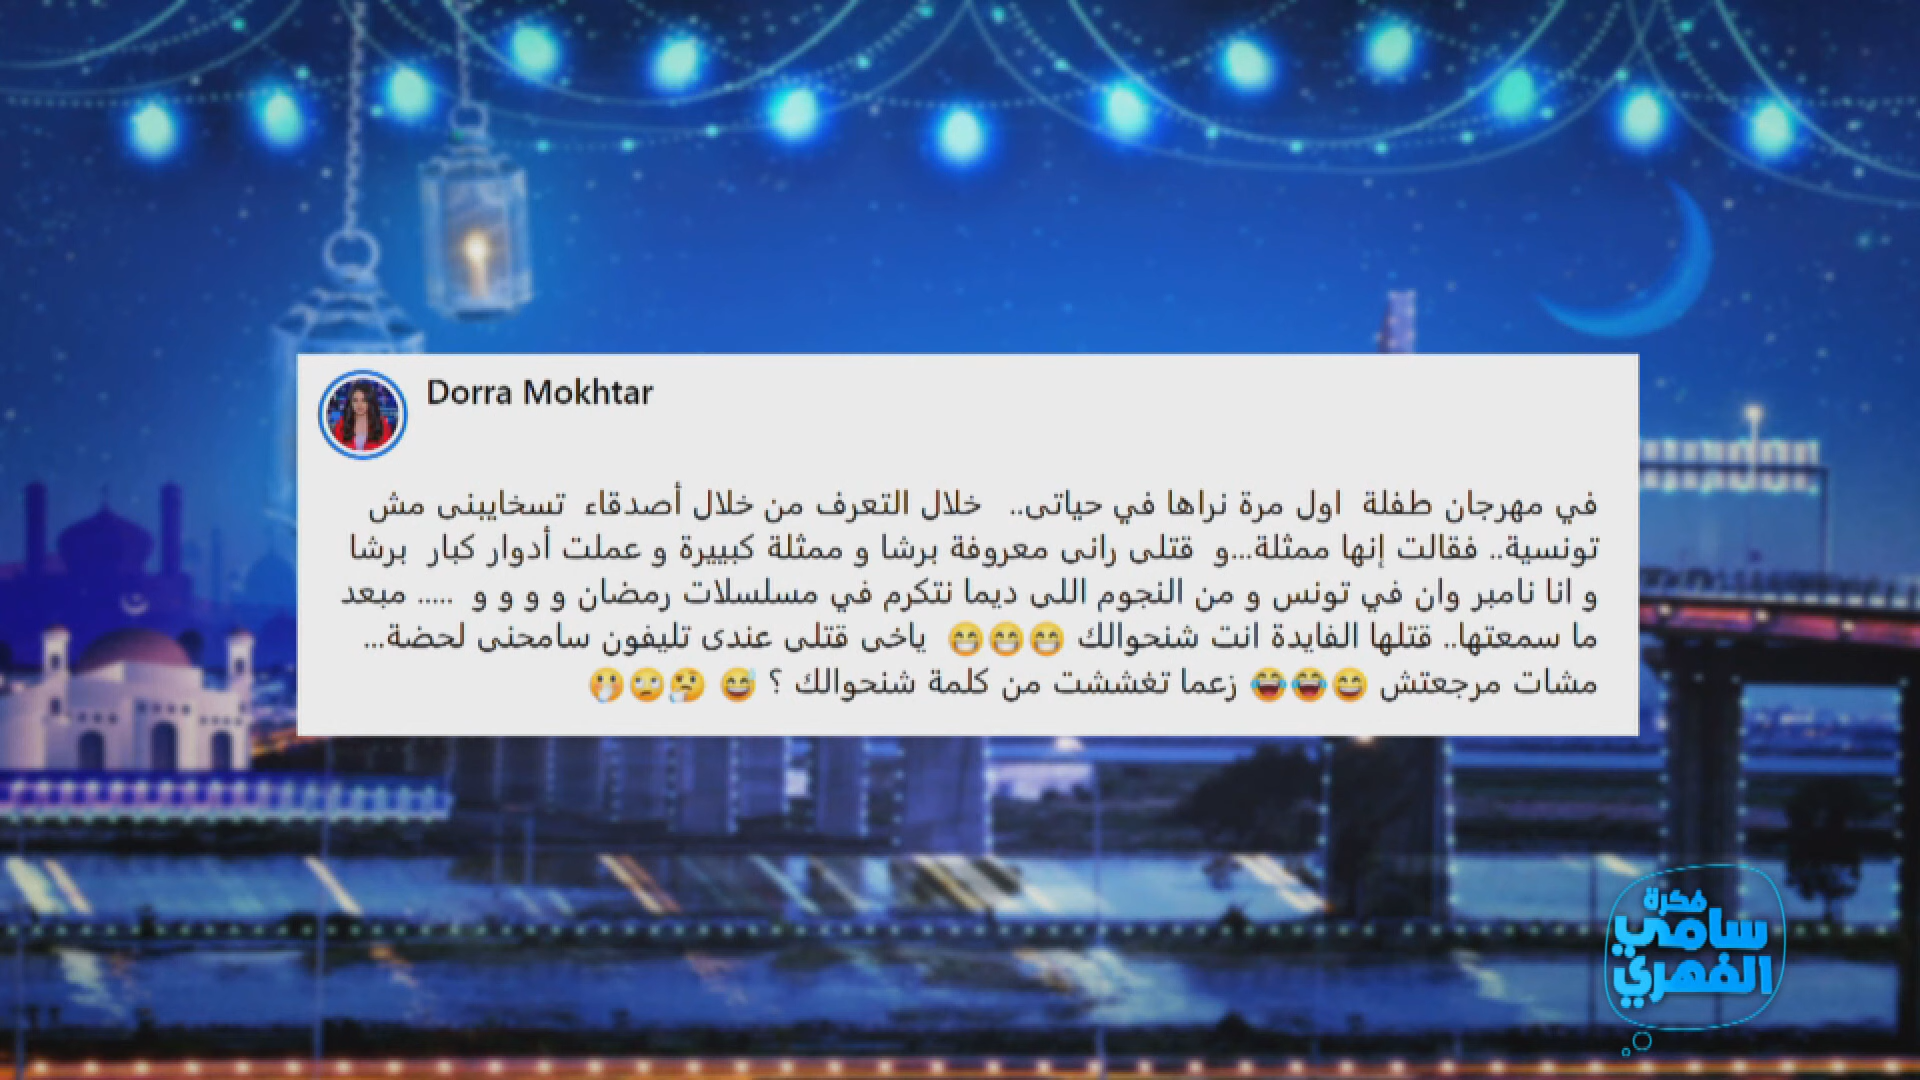 Dorra Mokhtar
في مهرجان طفلة اول مرة نراها في حياتى.. خلال التعرف من خلال أصدقاء تسخايبنى مش
تونسية.. فقالت إنها ممثلة...و قتلى رانى معروفة برشا و ممثلة كبييرة و عملت أدوار كبار برشا
و انا نامبر وان في تونس و من النجوم اللى ديما نتكرم في مسلسلات رمضان و و و و ..... مبعد
ما سمعتها.. قتلها الفايدة انت شنحوالك 😁😁😁 ياخى قتلى عندى تليفون سامحنى لحضة...
مشات مرجعتش 😄😂😂 زعما تغششت من كلمة شنحوالك ؟ 😅 🤔🙄🤭
فكرة
سامي
الفهري